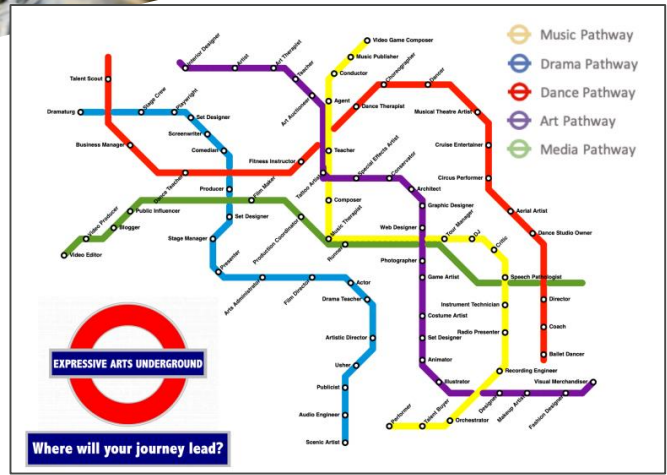 Music Pathway
Drama Pathway
Dance Pathway
Art Pathway
Media Pathway
Video Game Composer
Music Publisher
Conductor
Agent
Teacher
Composer
Music Therapist
Tour Manager
DJ
Critic
Speech Pathologist
Instrument Technician
Radio Presenter
Recording Engineer
Orchestrator
Talent Buyer
Performer
Interior Designer
Artist
Art Therapist
Teacher
Art Auctioneer
Tattoo Artist
Special Effects Artist
Conservator
Architect
Graphic Designer
Web Designer
Photographer
Game Artist
Costume Artist
Set Designer
Animator
Illustrator
Designer
Makeup Artist
Fashion Designer
Visual Merchandiser
Talent Scout
Business Manager
Dance Teacher
Fitness Instructor
Dance Therapist
Choreographer
Dancer
Musical Theatre Artist
Cruise Entertainer
Circus Performer
Aerial Artist
Dance Studio Owner
Director
Coach
Ballet Dancer
Dramaturg
Stage Crew
Playwright
Set Designer
Screenwriter
Comedian
Producer
Set Designer
Stage Manager
Presenter
Arts Administrator
Film Director
Actor
Drama Teacher
Artistic Director
Usher
Publicist
Audio Engineer
Scenic Artist
Video Editor
Video Producer
Blogger
Public Influencer
Film Maker
Production Coordinator
Runner
EXPRESSIVE ARTS UNDERGROUND
Where will your journey lead?